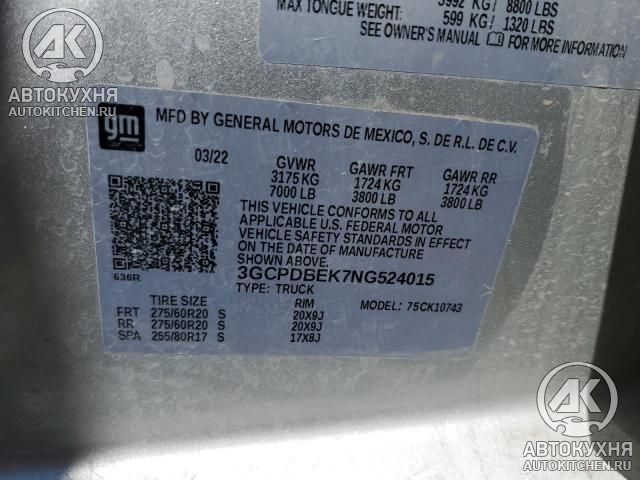 3992 KG / 8800 LBS
MAX TONGUE WEIGHT: 599 KG / 1320 LBS
SEE OWNER'S MANUAL FOR MORE INFORMATION
АВТОКУХНЯ
AUTOKITCHEN.RU
АВТОКУХНЯ
AUTOKITCHEN.RU
gm
MFD BY GENERAL MOTORS DE MEXICO, S. DE R.L. DE C.V.
03/22 GVWR GAWR FRT GAWR RR
3175 KG 1724 KG 1724 KG
7000 LB 3800 LB 3800 LB
THIS VEHICLE CONFORMS TO ALL
APPLICABLE U.S. FEDERAL MOTOR
VEHICLE SAFETY STANDARDS IN EFFECT
ON THE DATE OF MANUFACTURE
SHOWN ABOVE.
3GCPDBEK7NG524015
636R TYPE: TRUCK
TIRE SIZE RIM MODEL: 75CK10743
FRT 275/60R20 S 20X9J
RR 275/60R20 S 20X9J
SPA 255/80R17 S 17X8J
АК
АВТОКУХНЯ
AUTOKITCHEN.RU